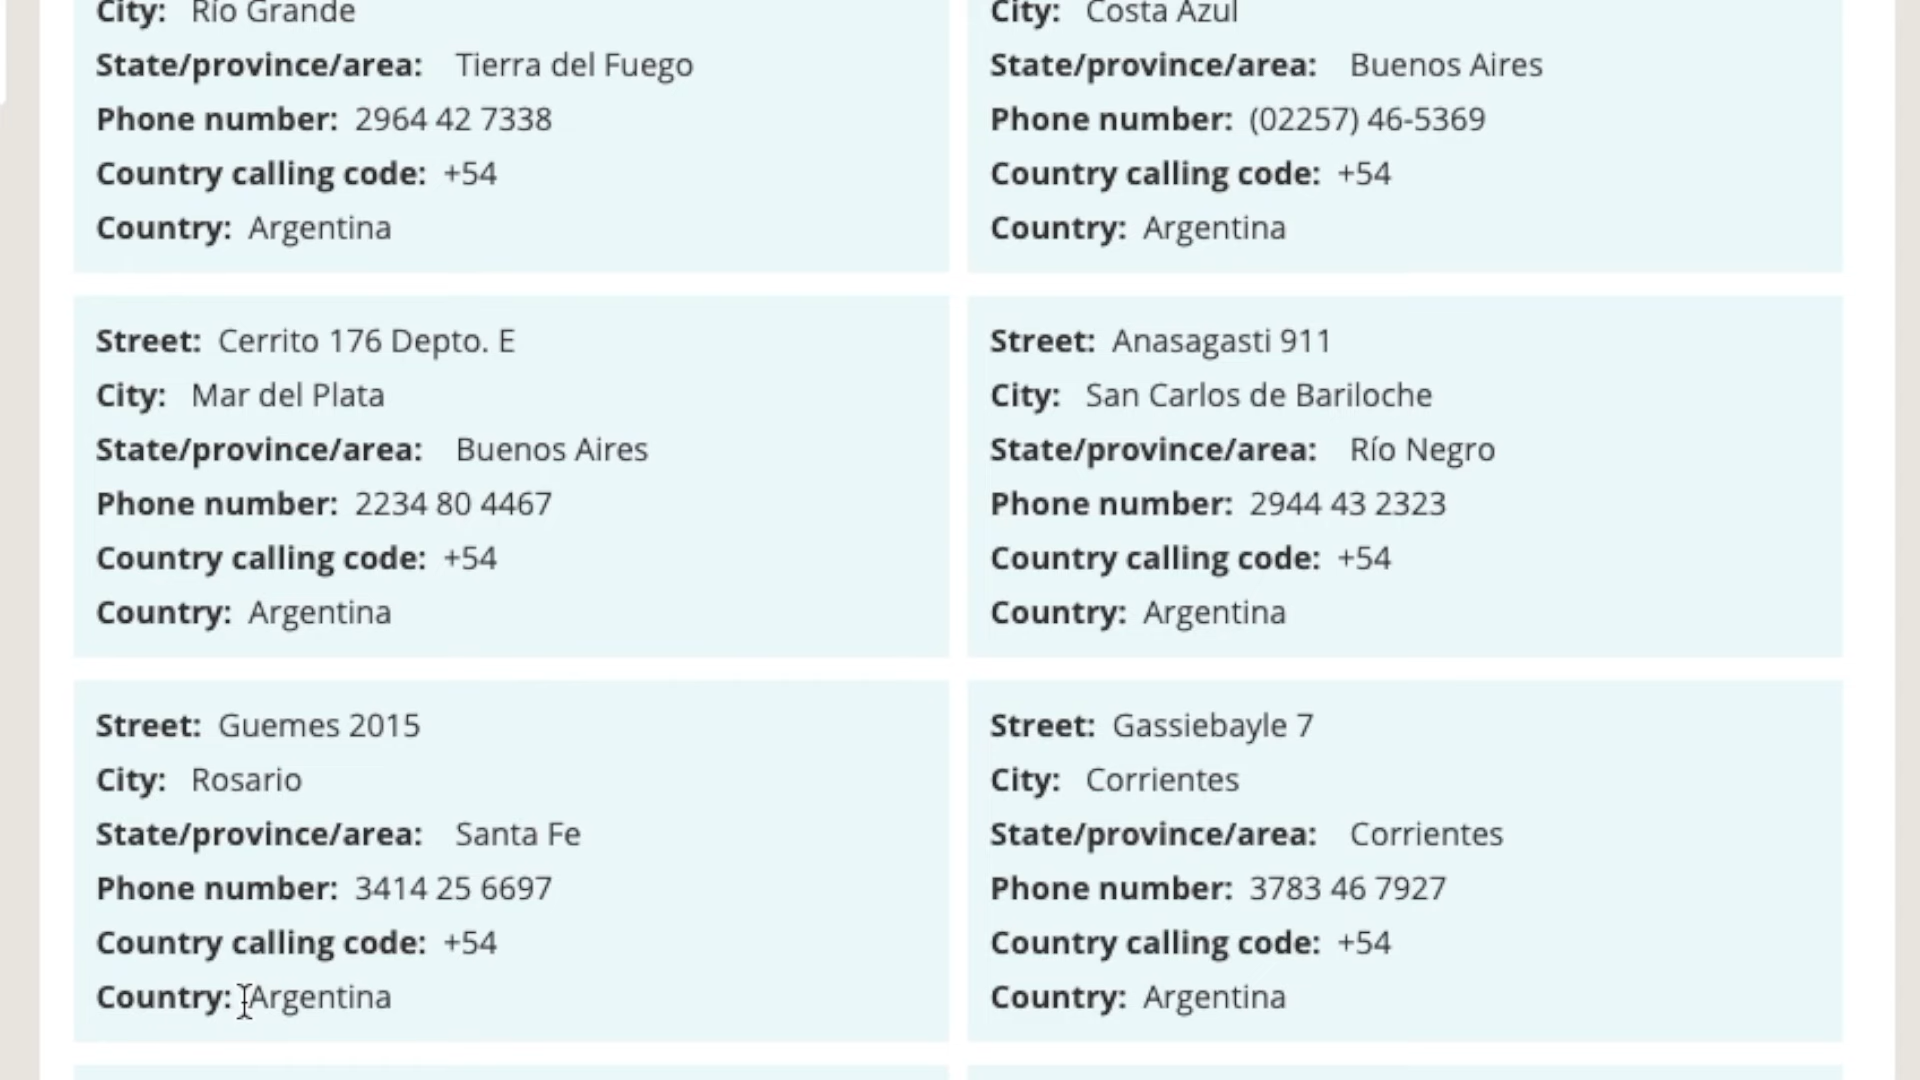 City: Río Grande
State/province/area: Tierra del Fuego
Phone number: 2964 42 7338
Country calling code: +54
Country: Argentina
City: Costa Azul
State/province/area: Buenos Aires
Phone number: (02257) 46-5369
Country calling code: +54
Country: Argentina
Street: Cerrito 176 Depto. E
City: Mar del Plata
State/province/area: Buenos Aires
Phone number: 2234 80 4467
Country calling code: +54
Country: Argentina
Street: Anasagasti 911
City: San Carlos de Bariloche
State/province/area: Río Negro
Phone number: 2944 43 2323
Country calling code: +54
Country: Argentina
Street: Guemes 2015
City: Rosario
State/province/area: Santa Fe
Phone number: 3414 25 6697
Country calling code: +54
Country: Argentina
Street: Gassiebayle 7
City: Corrientes
State/province/area: Corrientes
Phone number: 3783 46 7927
Country calling code: +54
Country: Argentina